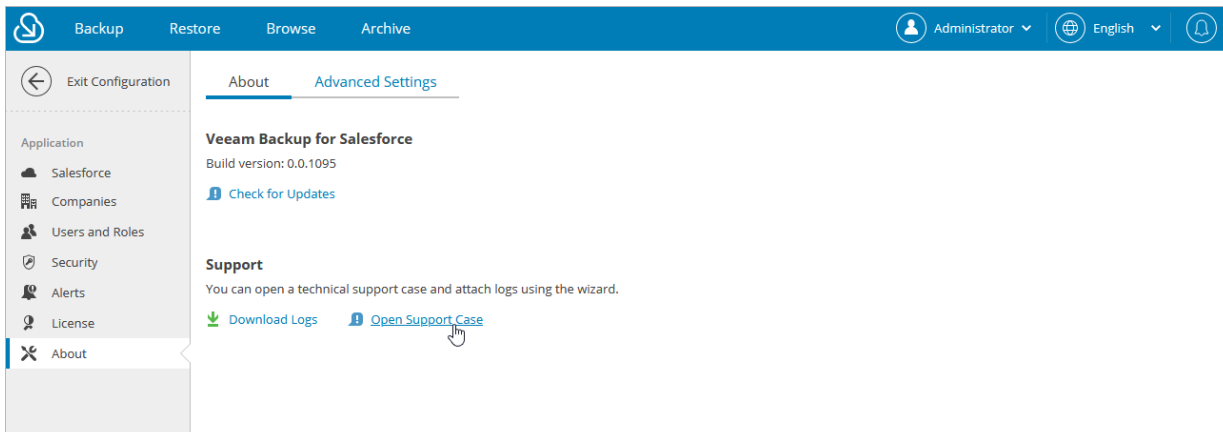 Backup Restore Browse Archive Administrator English
Exit Configuration
About Advanced Settings
Application
Salesforce
Companies
Users and Roles
Security
Alerts
License
About
Veeam Backup for Salesforce
Build version: 0.0.1095
Check for Updates
Support
You can open a technical support case and attach logs using the wizard.
Download Logs Open Support Case